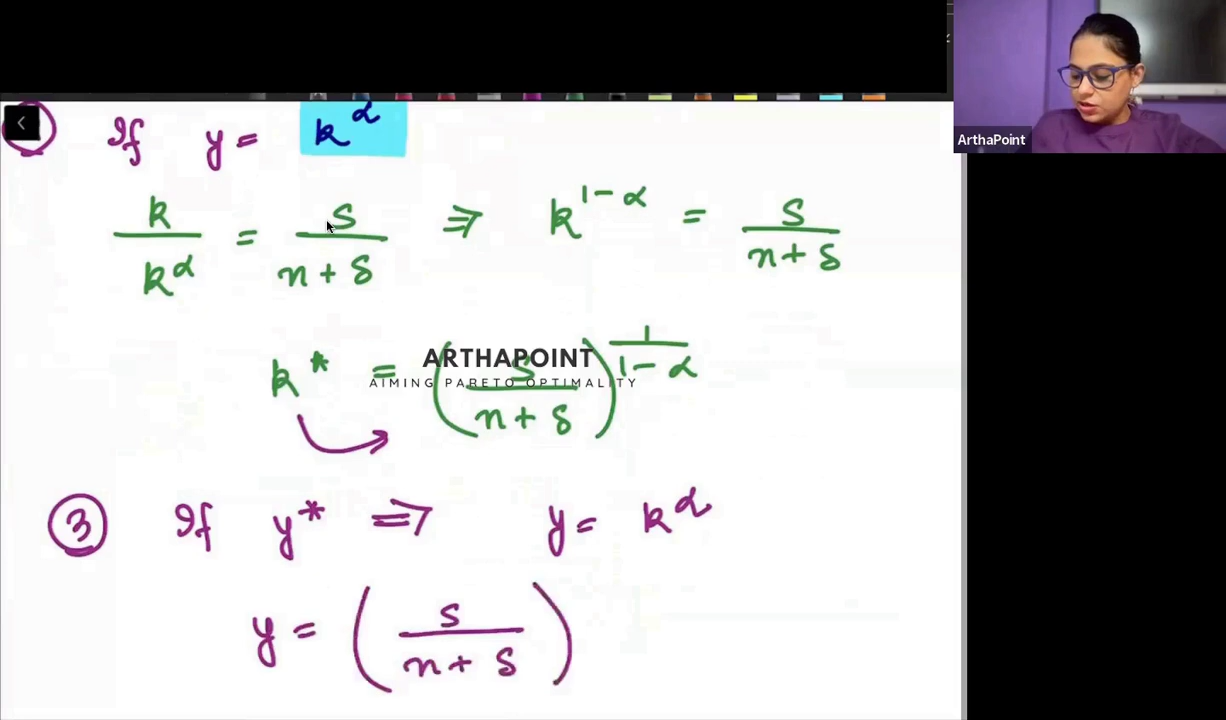 ArthaPoint
If y = k^α
k/k^α = s/(n + δ) ⇒ k^(1-α) = s/(n + δ)
k* = (s/(n + δ))^(1/(1-α))
ARTHAPOINT
AIMING PARETO OPTIMALITY
③ If y* ⇒ y = k^α
y = (s/(n + δ))